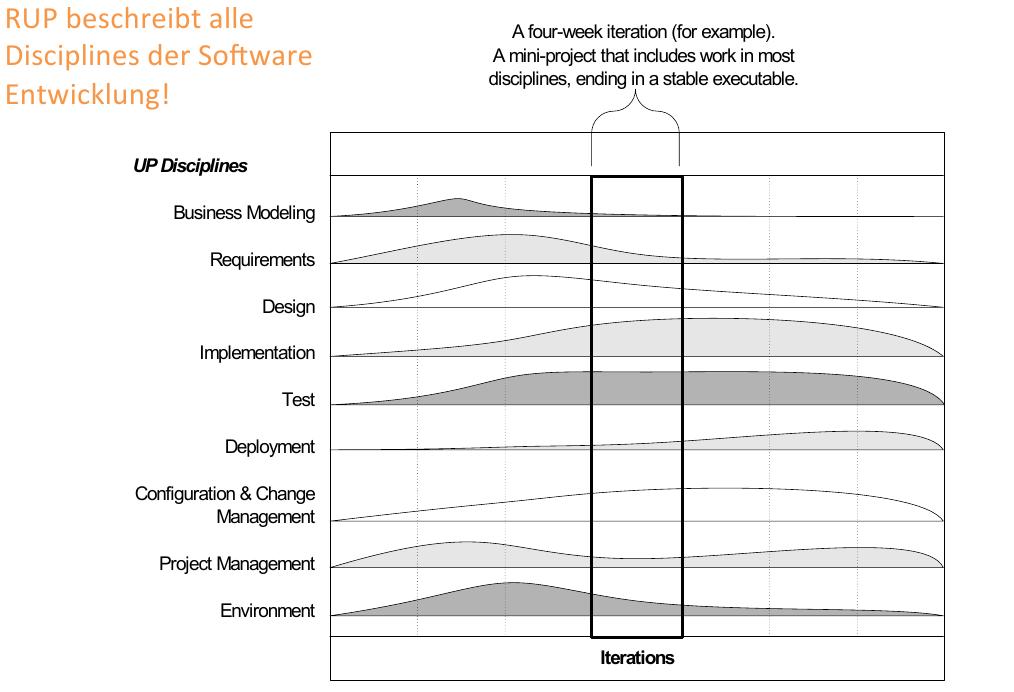 RUP beschreibt alle
Disciplines der Software
Entwicklung!
A four-week iteration (for example).
A mini-project that includes work in most
disciplines, ending in a stable executable.
UP Disciplines
Business Modeling
Requirements
Design
Implementation
Test
Deployment
Configuration & Change
Management
Project Management
Environment
Iterations